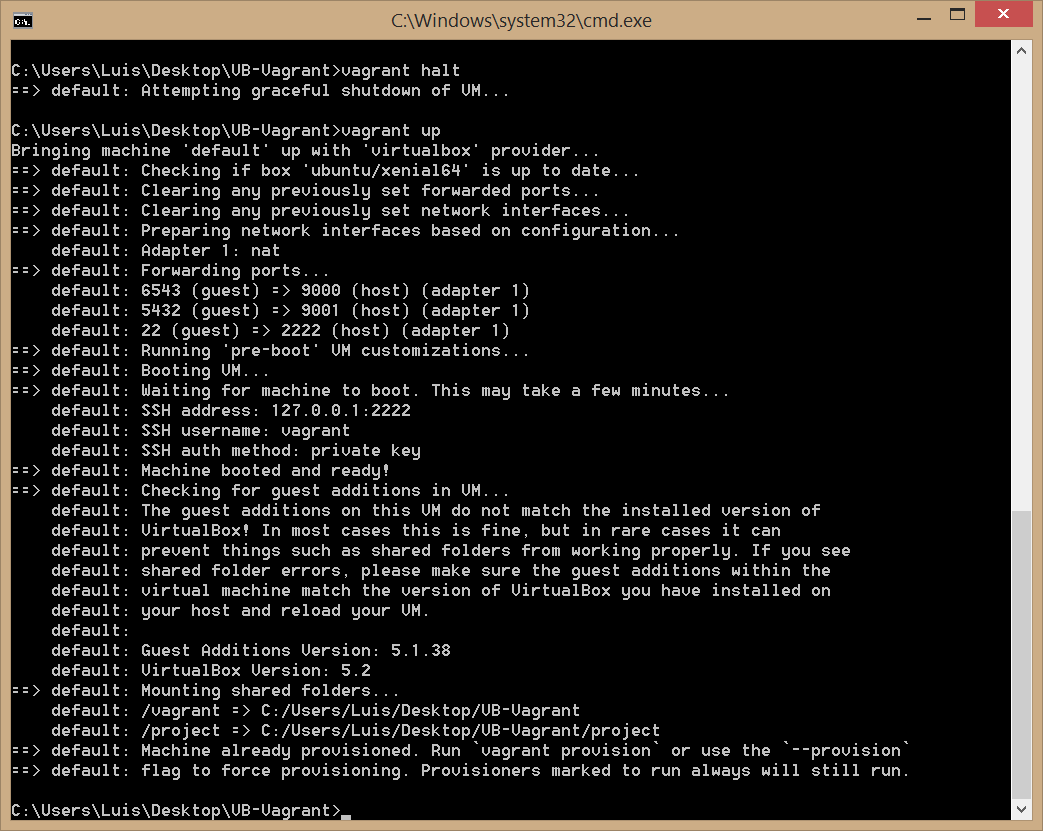 C:\Windows\system32\cmd.exe
C:\Users\Luis\Desktop\VB-Vagrant>vagrant halt
==> default: Attempting graceful shutdown of VM...
C:\Users\Luis\Desktop\VB-Vagrant>vagrant up
Bringing machine 'default' up with 'virtualbox' provider...
==> default: Checking if box 'ubuntu/xenial64' is up to date...
==> default: Clearing any previously set forwarded ports...
==> default: Clearing any previously set network interfaces...
==> default: Preparing network interfaces based on configuration...
    default: Adapter 1: nat
==> default: Forwarding ports...
    default: 6543 (guest) => 9000 (host) (adapter 1)
    default: 5432 (guest) => 9001 (host) (adapter 1)
    default: 22 (guest) => 2222 (host) (adapter 1)
==> default: Running 'pre-boot' VM customizations...
==> default: Booting VM...
==> default: Waiting for machine to boot. This may take a few minutes...
    default: SSH address: 127.0.0.1:2222
    default: SSH username: vagrant
    default: SSH auth method: private key
==> default: Machine booted and ready!
==> default: Checking for guest additions in VM...
    default: The guest additions on this VM do not match the installed version of
    default: VirtualBox! In most cases this is fine, but in rare cases it can
    default: prevent things such as shared folders from working properly. If you see
    default: shared folder errors, please make sure the guest additions within the
    default: virtual machine match the version of VirtualBox you have installed on
    default: your host and reload your VM.
    default:
    default: Guest Additions Version: 5.1.38
    default: VirtualBox Version: 5.2
==> default: Mounting shared folders...
    default: /vagrant => C:/Users/Luis/Desktop/VB-Vagrant
    default: /project => C:/Users/Luis/Desktop/VB-Vagrant/project
==> default: Machine already provisioned. Run `vagrant provision` or use the `--provision`
==> default: flag to force provisioning. Provisioners marked to run always will still run.
C:\Users\Luis\Desktop\VB-Vagrant>